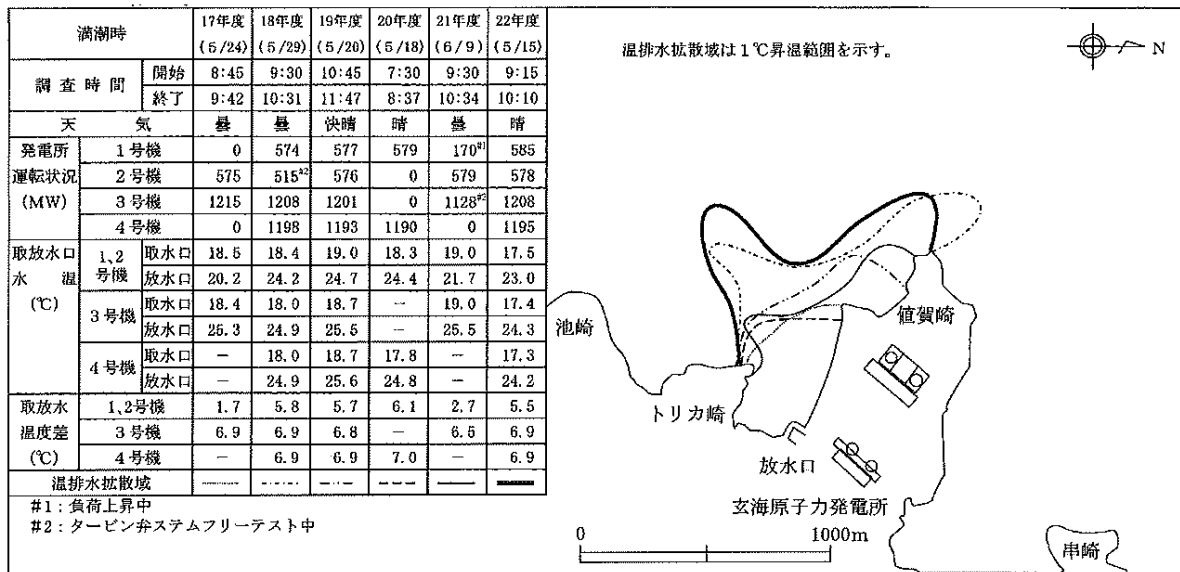 満潮時 17年度 18年度 19年度 20年度 21年度 22年度
(5/24) (5/29) (5/20) (5/18) (6/9) (5/15)
調査時間 開始 8:45 9:30 10:45 7:30 9:30 9:15
終了 9:42 10:31 11:47 8:37 10:34 10:10
天気 曇 曇 快晴 晴 曇 晴
発電所 1号機 0 574 577 579 170#1 585
運転状況 2号機 575 515#2 576 0 579 578
(MW) 3号機 1215 1208 1201 0 1128#2 1208
4号機 0 1198 1193 1190 0 1195
取放水口 1、2 取水口 18.5 18.4 19.0 18.3 19.0 17.5
水温 号機 放水口 20.2 24.2 24.7 24.4 21.7 23.0
(℃) 3号機 取水口 18.4 18.0 18.7 - 19.0 17.4
放水口 25.3 24.9 25.5 - 25.5 24.3
4号機 取水口 - 18.0 18.7 17.8 - 17.3
放水口 - 24.9 25.6 24.8 - 24.2
取放水 1、2号機 1.7 5.8 5.7 6.1 2.7 5.5
温度差 3号機 6.9 6.9 6.8 - 6.5 6.9
(℃) 4号機 - 6.9 6.9 7.0 - 6.9
温排水拡散域
#1：負荷上昇中
#2：タービン弁ステムフリーテスト中
温排水拡散域は1℃昇温範囲を示す。
N
池崎
値賀崎
トリカ崎
放水口
玄海原子力発電所
0 1000m
串崎